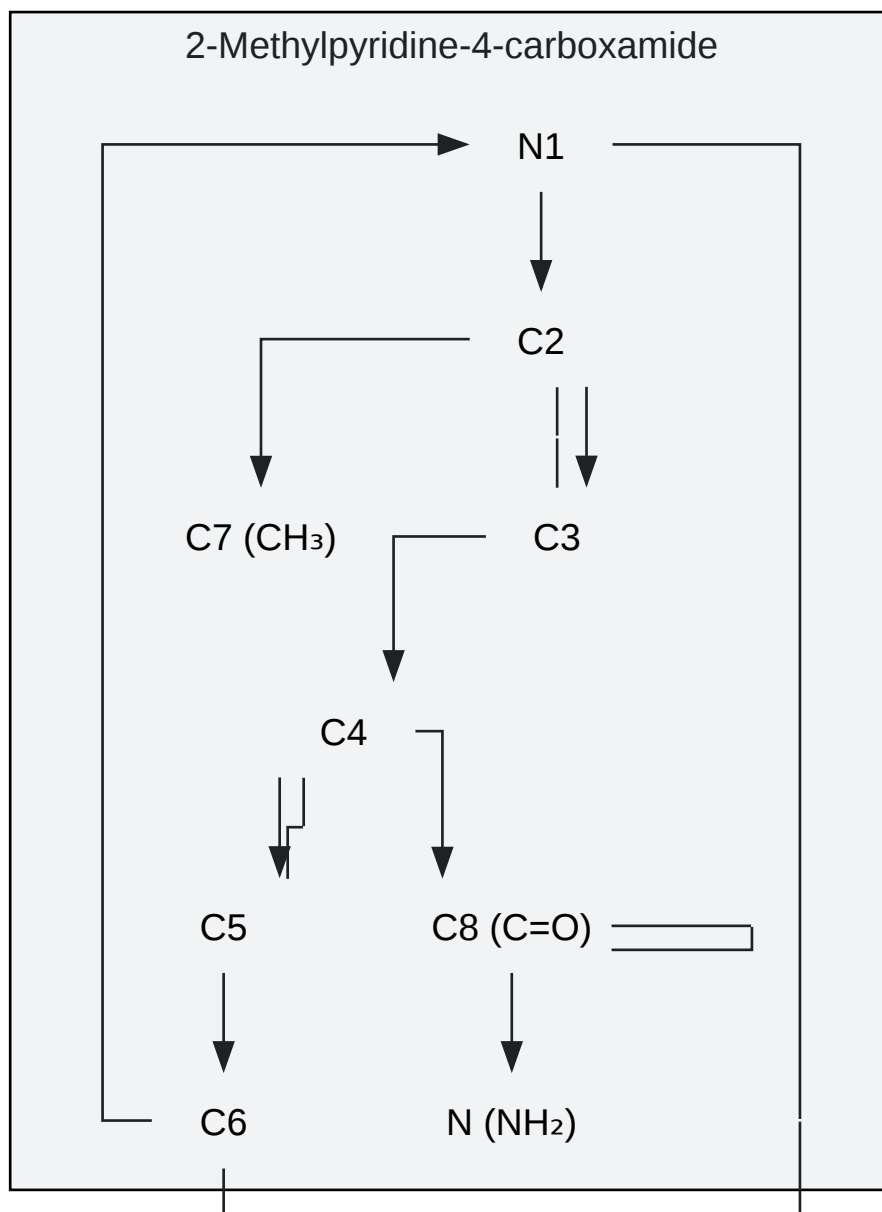 2-Methylpyridine-4-carboxamide
N1
C2
C7 (CH₃)
C3
C4
C5
C8 (C=O)
C6
N (NH₂)